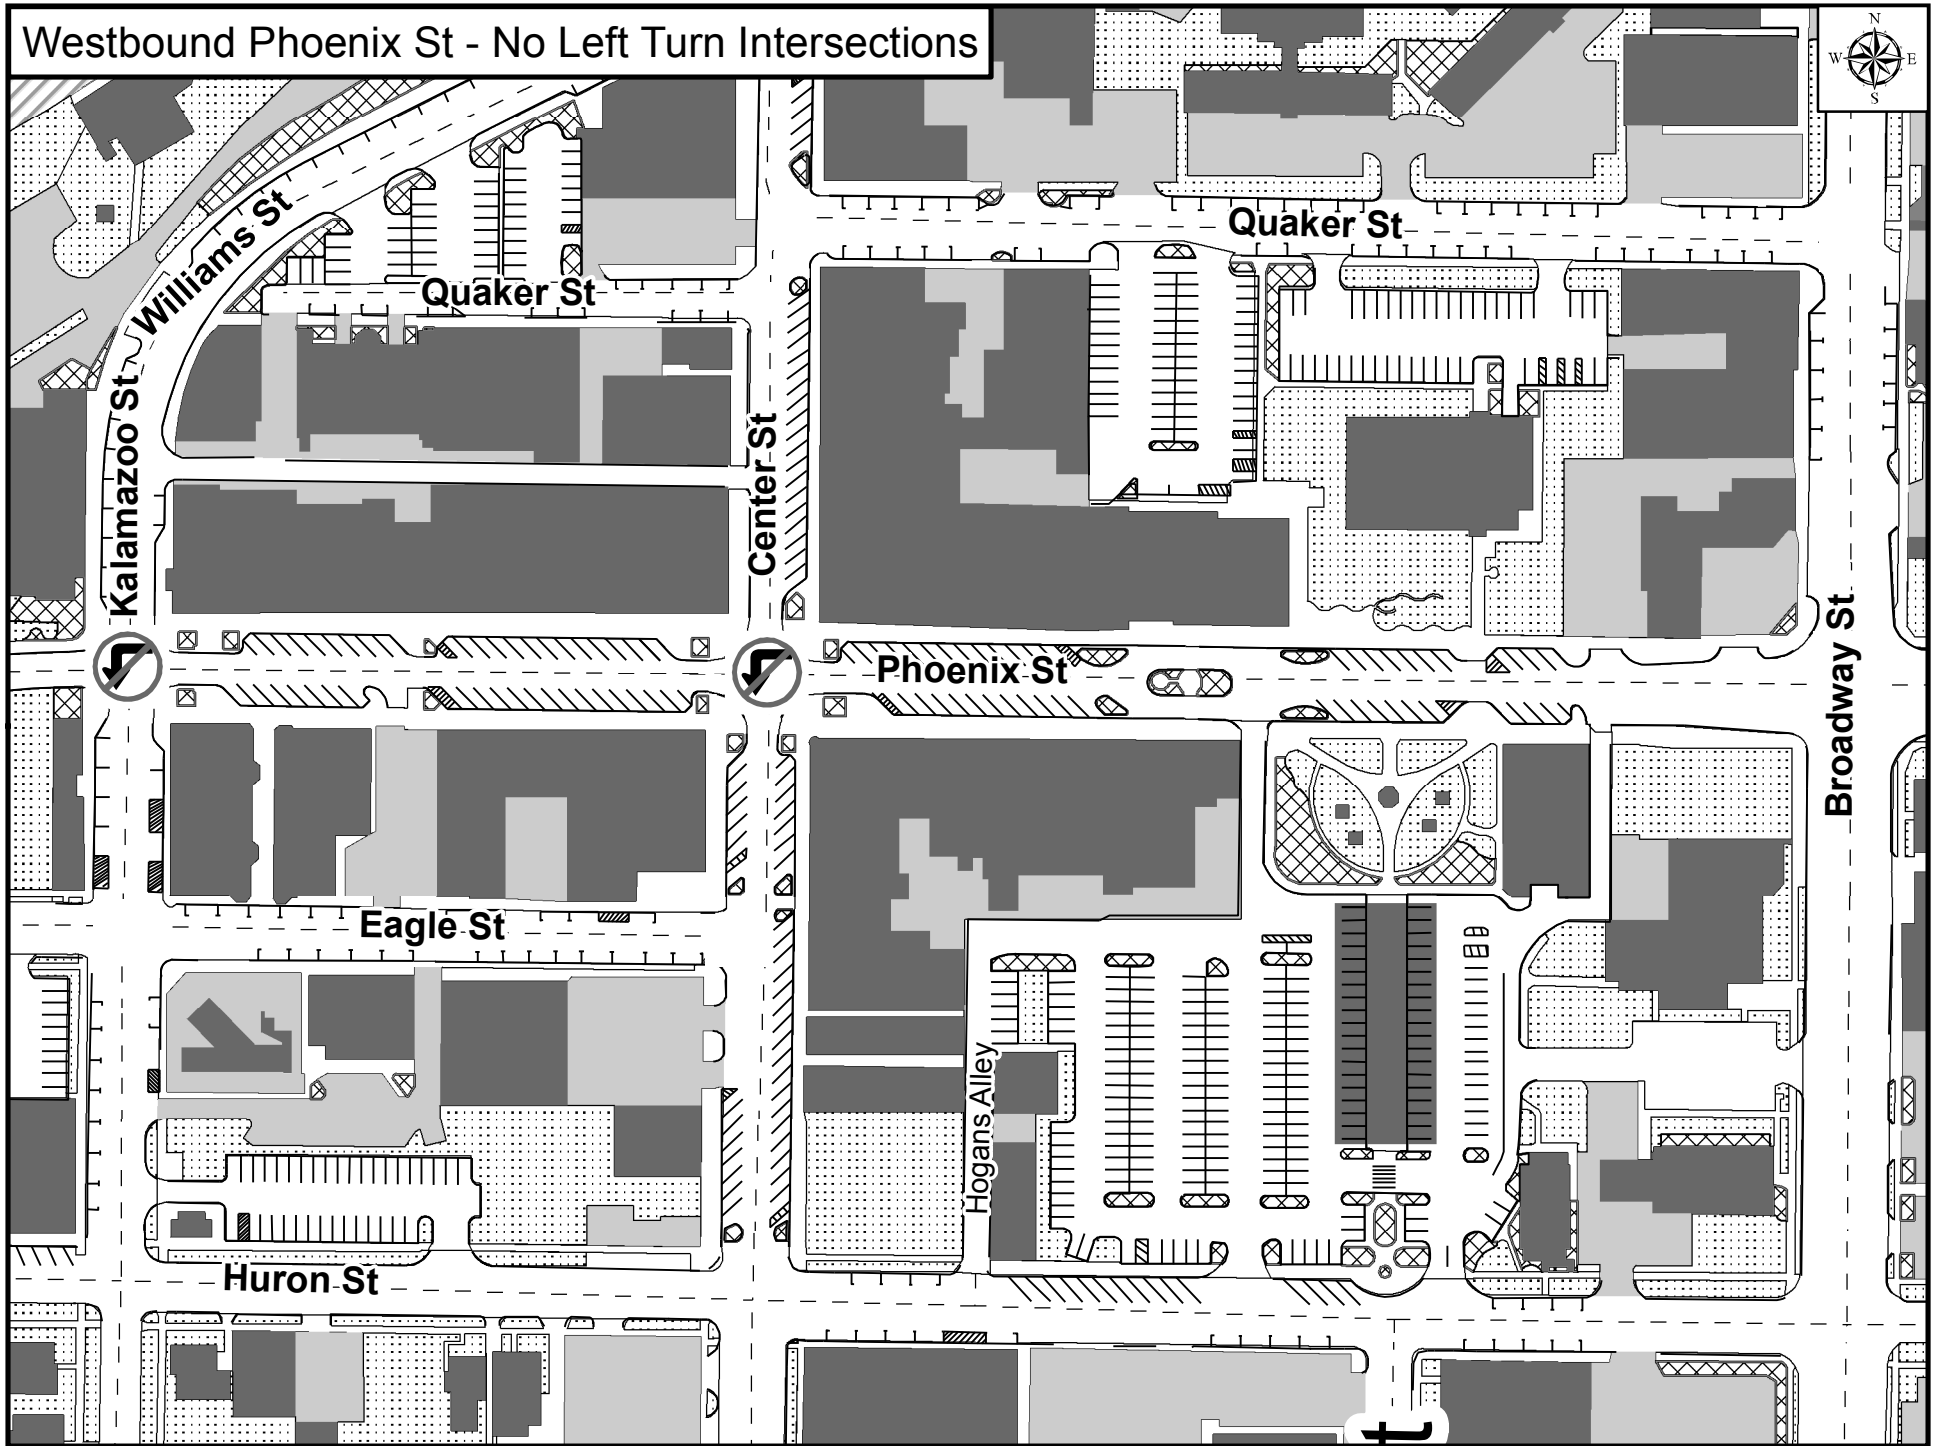 Westbound Phoenix St - No Left Turn Intersections
N
W E
S
Williams St
Quaker St
Quaker St
Kalamazoo St
Center St
Phoenix St
Broadway St
Eagle St
Hogans Alley
Huron St
t